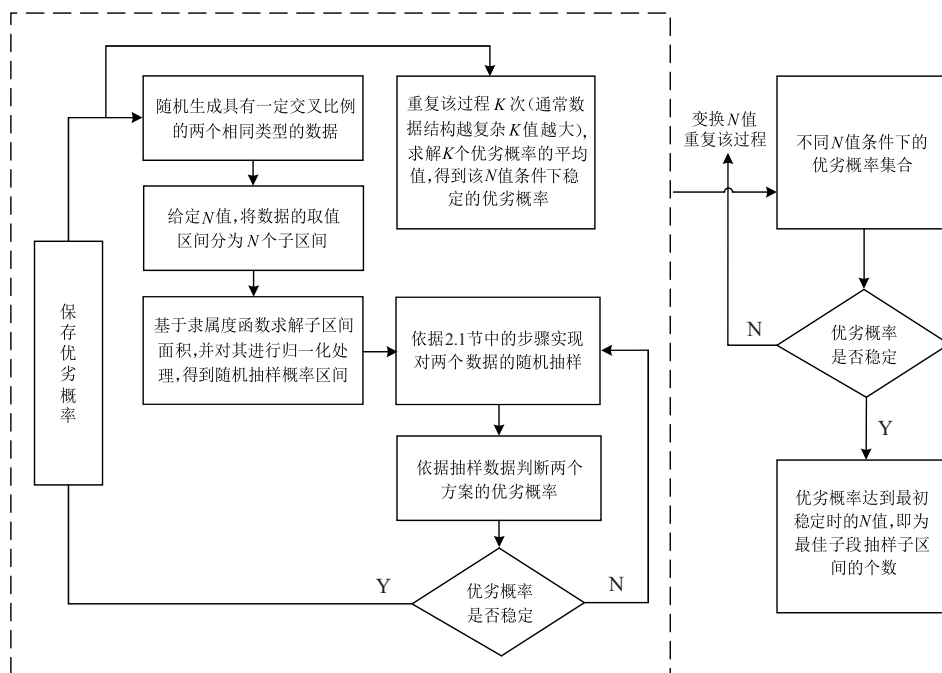 随机生成具有一定交叉比例
的两个相同类型的数据
给定N值,将数据的取值
区间分为N个子区间
基于隶属度函数求解子区间
面积,并对其进行归一化处
理,得到随机抽样概率区间
保存优劣概率
重复该过程K次(通常数
据结构越复杂K值越大),
求解K个优劣概率的平均
值,得到该N值条件下稳
定的优劣概率
依据2.1节中的步骤实现
对两个数据的随机抽样
依据抽样数据判断两个
方案的优劣概率
优劣概率
是否稳定
Y
N
变换N值
重复该过程
不同N值条件下的
优劣概率集合
优劣概率
是否稳定
N
Y
优劣概率达到最初
稳定时的N值,即为
最佳子段抽样子区
间的个数